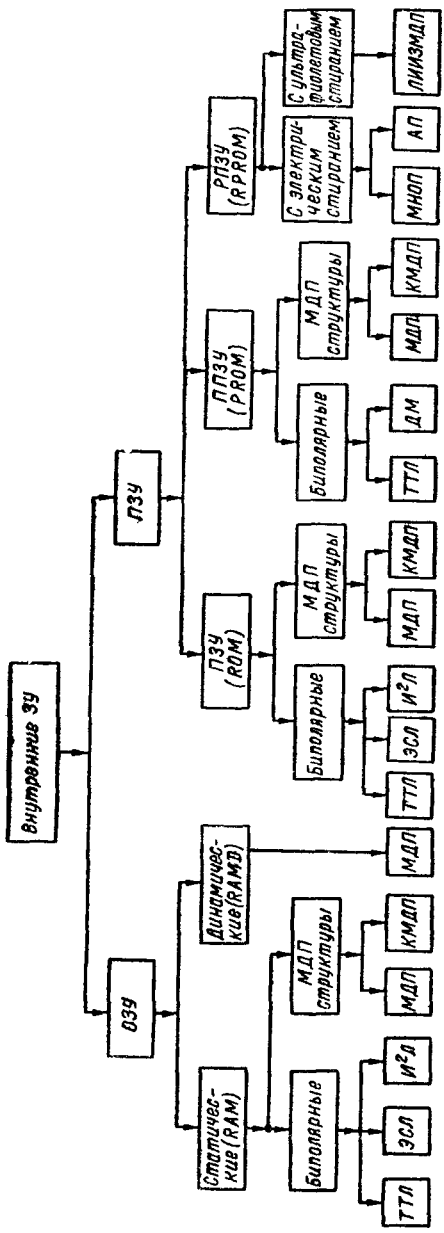 Внутренние ЗУ
ОЗУ
ПЗУ
Статичес-
кие (RAM)
Динамичес-
кие (RAMD)
ПЗУ
(ROM)
ППЗУ
(PROM)
РПЗУ
(RPROM)
Биполярные
МДП
структуры
Биполярные
МДП
структуры
Биполярные
МДП
структуры
С электри-
ческим
стиранием
С ультра-
фиолетовым
стиранием
ТТЛ
ЭСЛ
И²Л
МДП
КМДП
МДП
ТТЛ
ЭСЛ
И²Л
МДП
КМДП
ТТЛ
ДМ
МДП
КМДП
МНОП
АП
ЛИИЗМДП